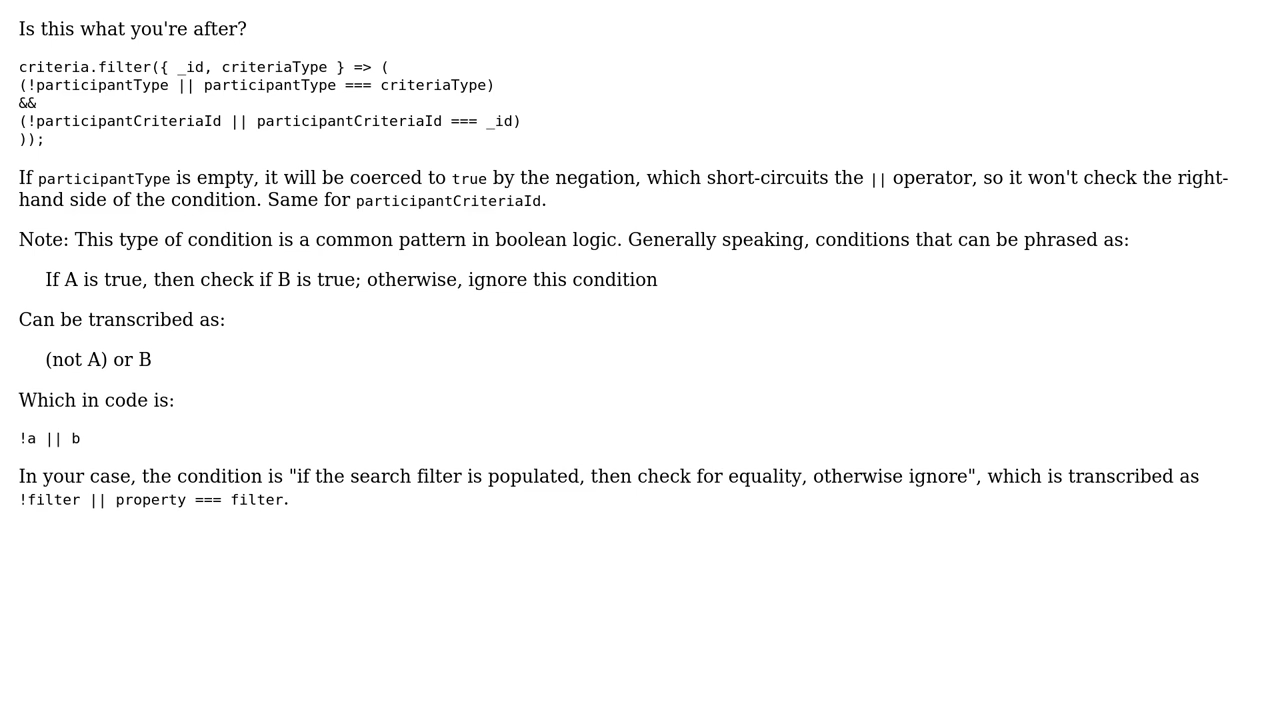 Is this what you're after?
criteria.filter({ _id, criteriaType } => (
(!participantType || participantType === criteriaType)
&&
(!participantCriteriaId || participantCriteriaId === _id)
));
If participantType is empty, it will be coerced to true by the negation, which short-circuits the || operator, so it won't check the right-
hand side of the condition. Same for participantCriteriaId.
Note: This type of condition is a common pattern in boolean logic. Generally speaking, conditions that can be phrased as:
If A is true, then check if B is true; otherwise, ignore this condition
Can be transcribed as:
(not A) or B
Which in code is:
!a || b
In your case, the condition is "if the search filter is populated, then check for equality, otherwise ignore", which is transcribed as
!filter || property === filter.